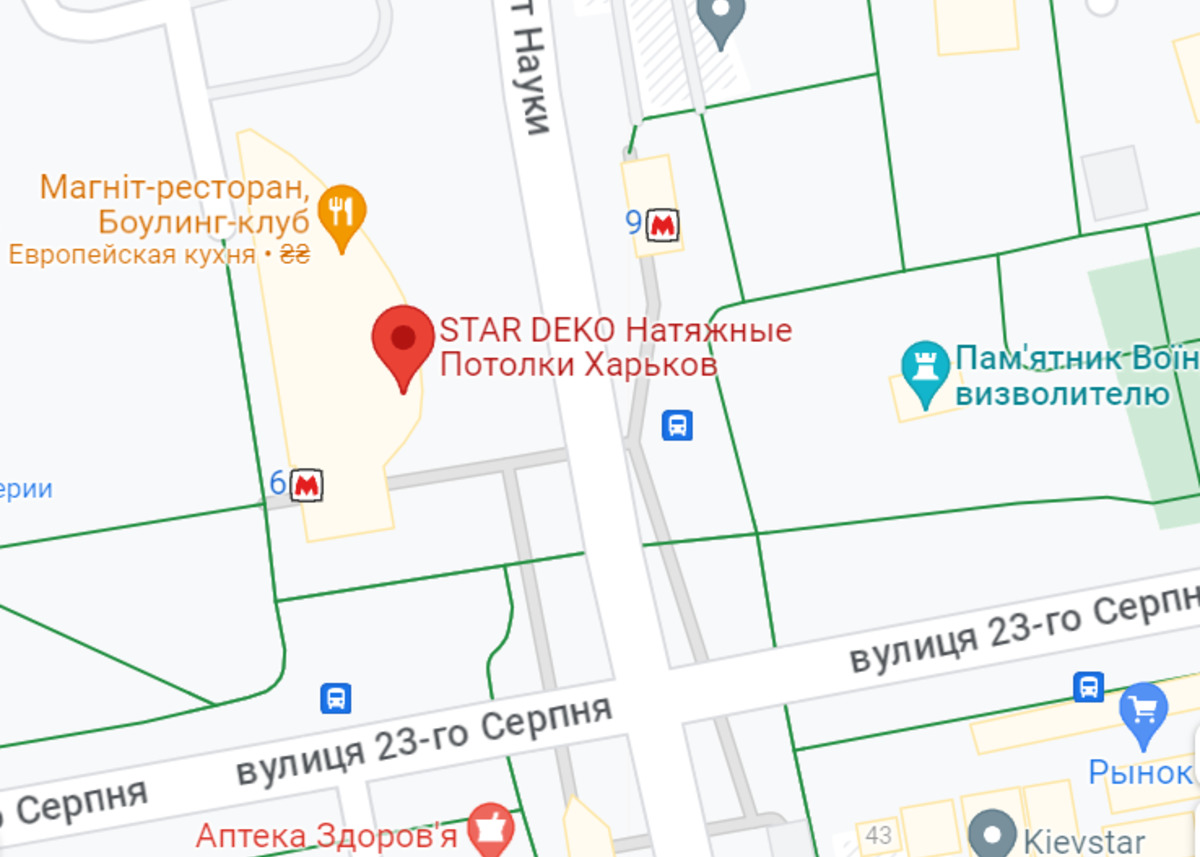 т Науки
Магніт-ресторан,
Боулинг-клуб
Европейская кухня • ₴₴
9
STAR DEKO Натяжные
Потолки Харьков
Пам'ятник Воїн
визволителю
6
ерии
вулиця 23-го Серпн
вулиця 23-го Серпня
о Серпня
Рынок
Аптека Здоров'я
43
Kievstar